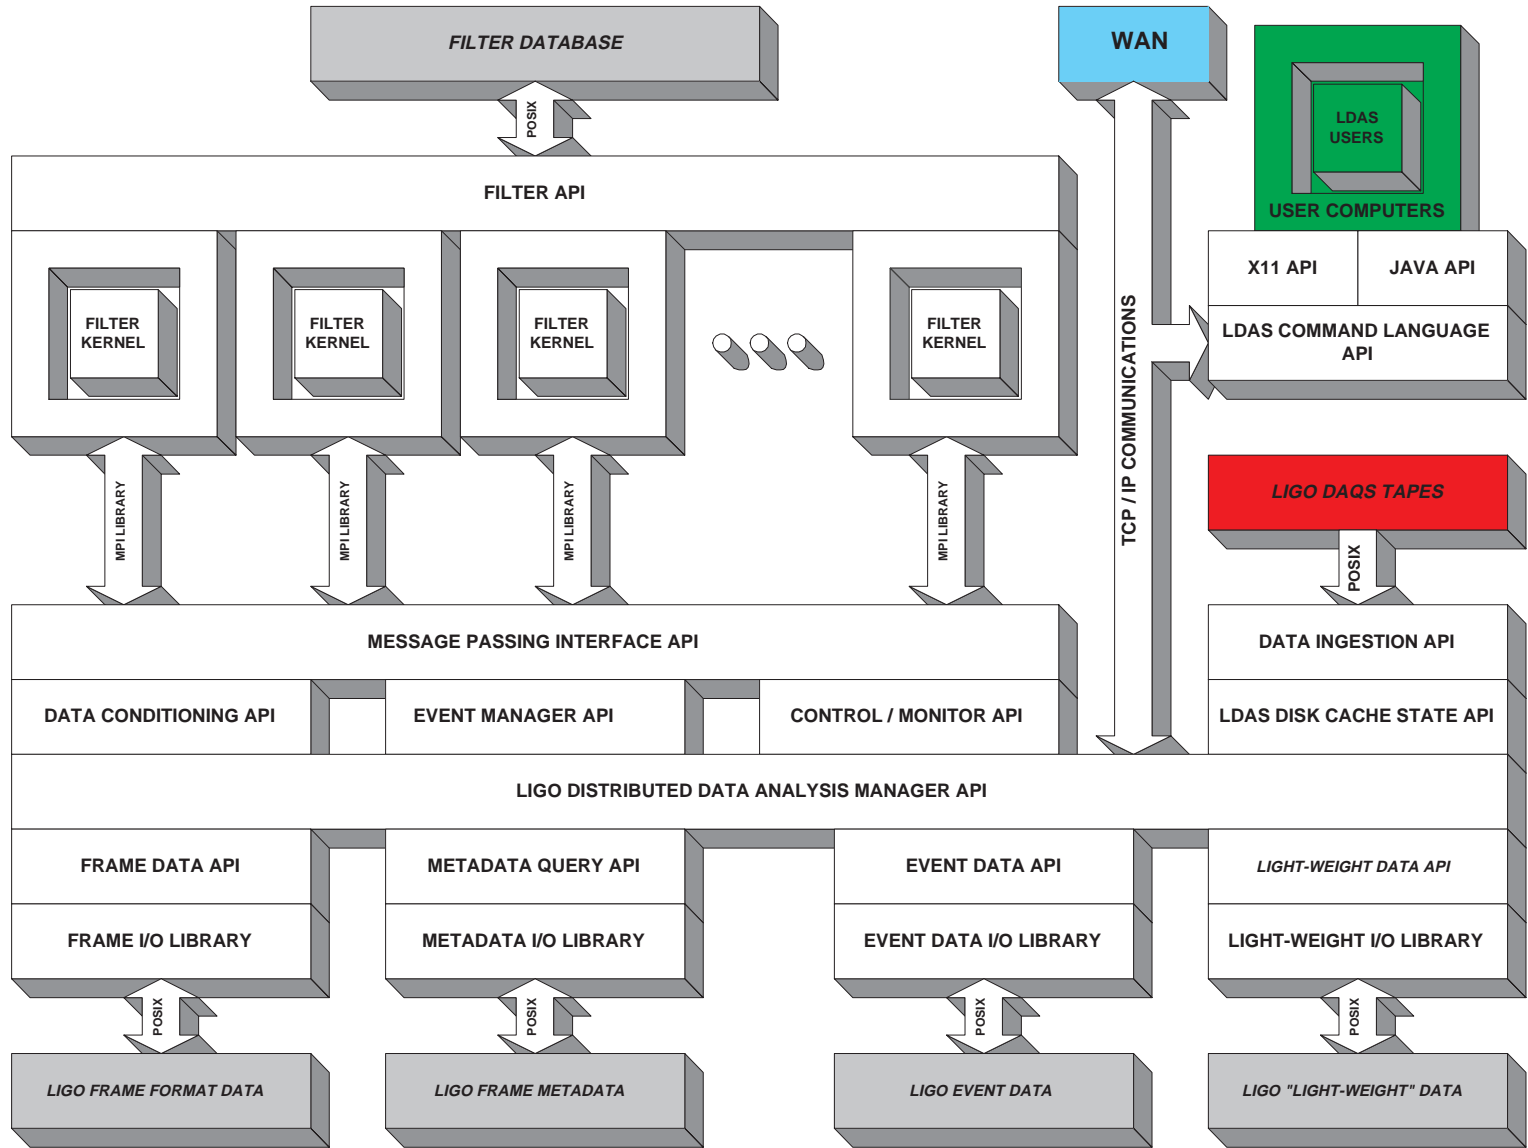 FILTER DATABASE
WAN
LDAS
USERS
USER COMPUTERS
POSIX
FILTER API
X11 API
JAVA API
LDAS COMMAND LANGUAGE
API
FILTER
KERNEL
FILTER
KERNEL
FILTER
KERNEL
FILTER
KERNEL
TCP / IP COMMUNICATIONS
MPI LIBRARY
MPI LIBRARY
MPI LIBRARY
MPI LIBRARY
LIGO DAQS TAPES
POSIX
MESSAGE PASSING INTERFACE API
DATA INGESTION API
DATA CONDITIONING API
EVENT MANAGER API
CONTROL / MONITOR API
LDAS DISK CACHE STATE API
LIGO DISTRIBUTED DATA ANALYSIS MANAGER API
FRAME DATA API
METADATA QUERY API
EVENT DATA API
LIGHT-WEIGHT DATA API
FRAME I/O LIBRARY
METADATA I/O LIBRARY
EVENT DATA I/O LIBRARY
LIGHT-WEIGHT I/O LIBRARY
POSIX
POSIX
POSIX
POSIX
LIGO FRAME FORMAT DATA
LIGO FRAME METADATA
LIGO EVENT DATA
LIGO "LIGHT-WEIGHT" DATA